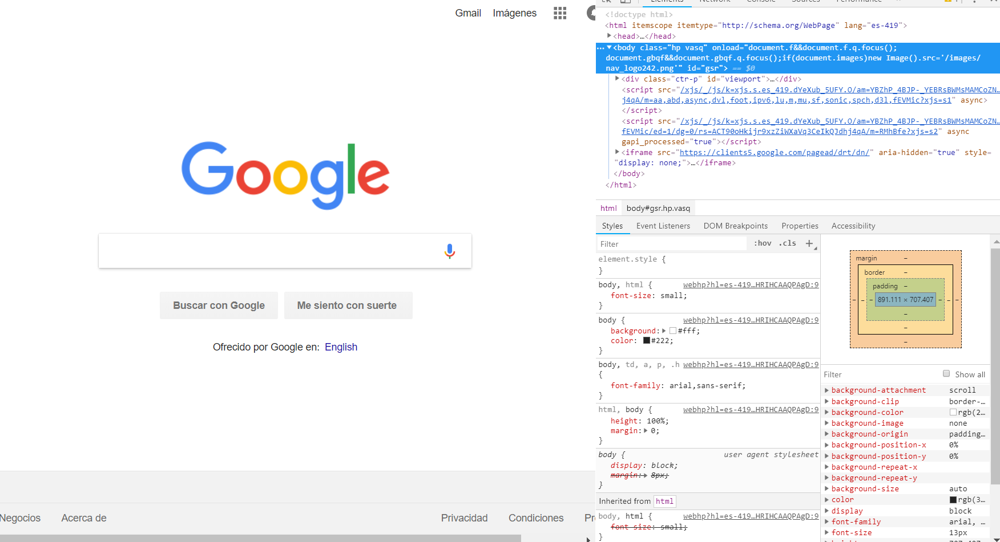 Gmail Imágenes
Google
Buscar con Google Me siento con suerte
Ofrecido por Google en: English
Negocios Acerca de Privacidad Condiciones
Elements Network Console Sources Performance
<!doctype html>
<html itemscope itemtype="http://schema.org/WebPage" lang="es-419">
<head>…</head>
<body class="hp vasq" onload="document.f&&document.f.q.focus();
document.gbqf&&document.gbqf.q.focus();if(document.images)new Image().src='/images/
nav_logo242.png'" id="gsr"> == $0
<div class="ctr-p" id="viewport">…</div>
<script src="/xjs/_/js/k=xjs.s.es_419.dYeXub_5UFY.O/am=YBZhP_4BJP-_YEBRsBWMsMAMCoZN…
j4qA/m=aa,abd,async,dvl,foot,ipv6,lu,m,mu,sf,sonic,spch,d3l,fEVMic?xjs=s1" async>
</script>
<script src="/xjs/_/js/k=xjs.s.es_419.dYeXub_5UFY.O/am=YBZhP_4BJP-_YEBRsBWMsMAMCoZN…
fEVMic/ed=1/dg=0/rs=ACT90oHkijr9xzZiWXaVq3CeIkQJdhj4qA/m=RMhBfe?xjs=s2" async
gapi_processed="true"></script>
<iframe src="https://clients5.google.com/pagead/drt/dn/" aria-hidden="true" style=
"display: none;">…</iframe>
</body>
</html>
html body#gsr.hp.vasq
Styles Event Listeners DOM Breakpoints Properties Accessibility
Filter :hov .cls +
element.style {
}
body, html { webhp?hl=es-419…HRIHCAAQPAgD:9
font-size: small;
}
body { webhp?hl=es-419…HRIHCAAQPAgD:9
background: #fff;
color: #222;
}
body, td, a, p, .h webhp?hl=es-419…HRIHCAAQPAgD:9
{
font-family: arial,sans-serif;
}
html, body { webhp?hl=es-419…HRIHCAAQPAgD:9
height: 100%;
margin: 0;
}
body { user agent stylesheet
display: block;
margin: 8px;
}
Inherited from html
body, html { webhp?hl=es-419…HRIHCAAQPAgD:9
font-size: small;
}
margin –
border –
padding –
– – – 891.111 × 707.407 – – –
–
–
–
Filter Show all
background-attachment scroll
background-clip border-…
background-color rgb(2…
background-image none
background-origin padding…
background-position-x 0%
background-position-y 0%
background-repeat-x
background-repeat-y
background-size auto
color rgb(3…
display block
font-family arial, …
font-size 13px